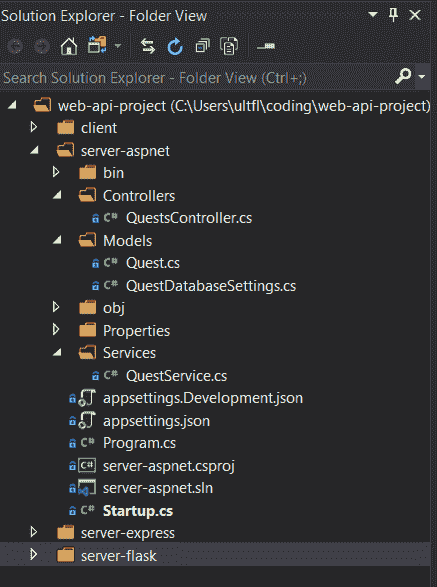 Solution Explorer - Folder View
Search Solution Explorer - Folder View (Ctrl+;)
web-api-project (C:\Users\ultfl\coding\web-api-project)
client
server-aspnet
bin
Controllers
C# QuestsController.cs
Models
C# Quest.cs
C# QuestDatabaseSettings.cs
obj
Properties
Services
C# QuestService.cs
appsettings.Development.json
appsettings.json
C# Program.cs
C# server-aspnet.csproj
server-aspnet.sln
C# Startup.cs
server-express
server-flask